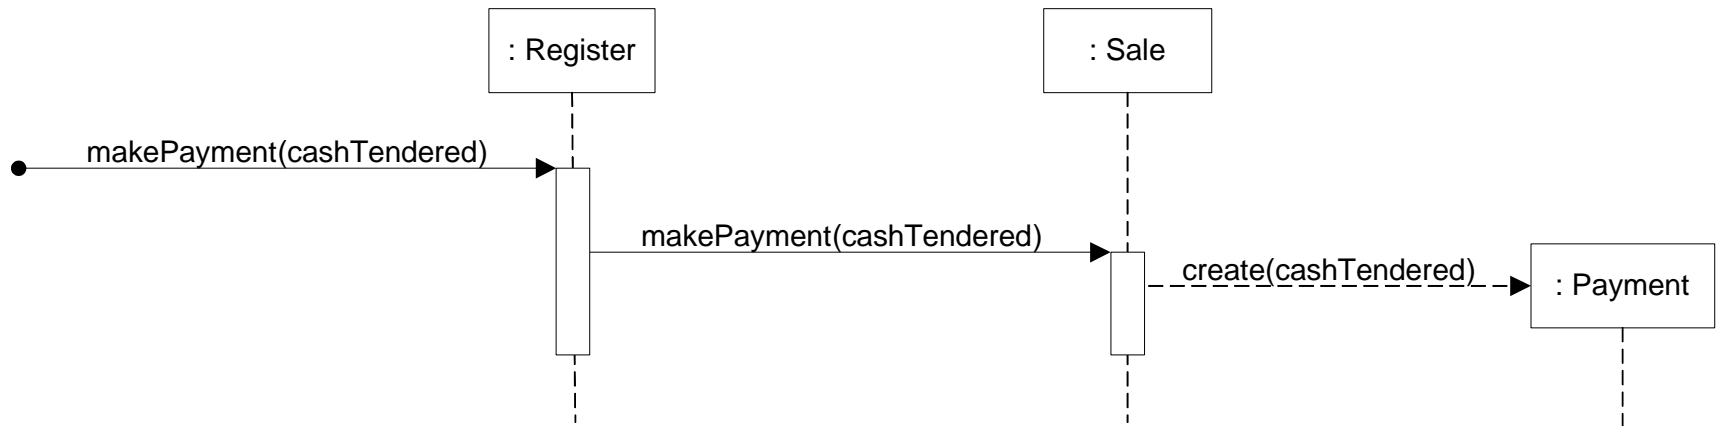 : Register
: Sale
makePayment(cashTendered)
makePayment(cashTendered)
create(cashTendered)
: Payment